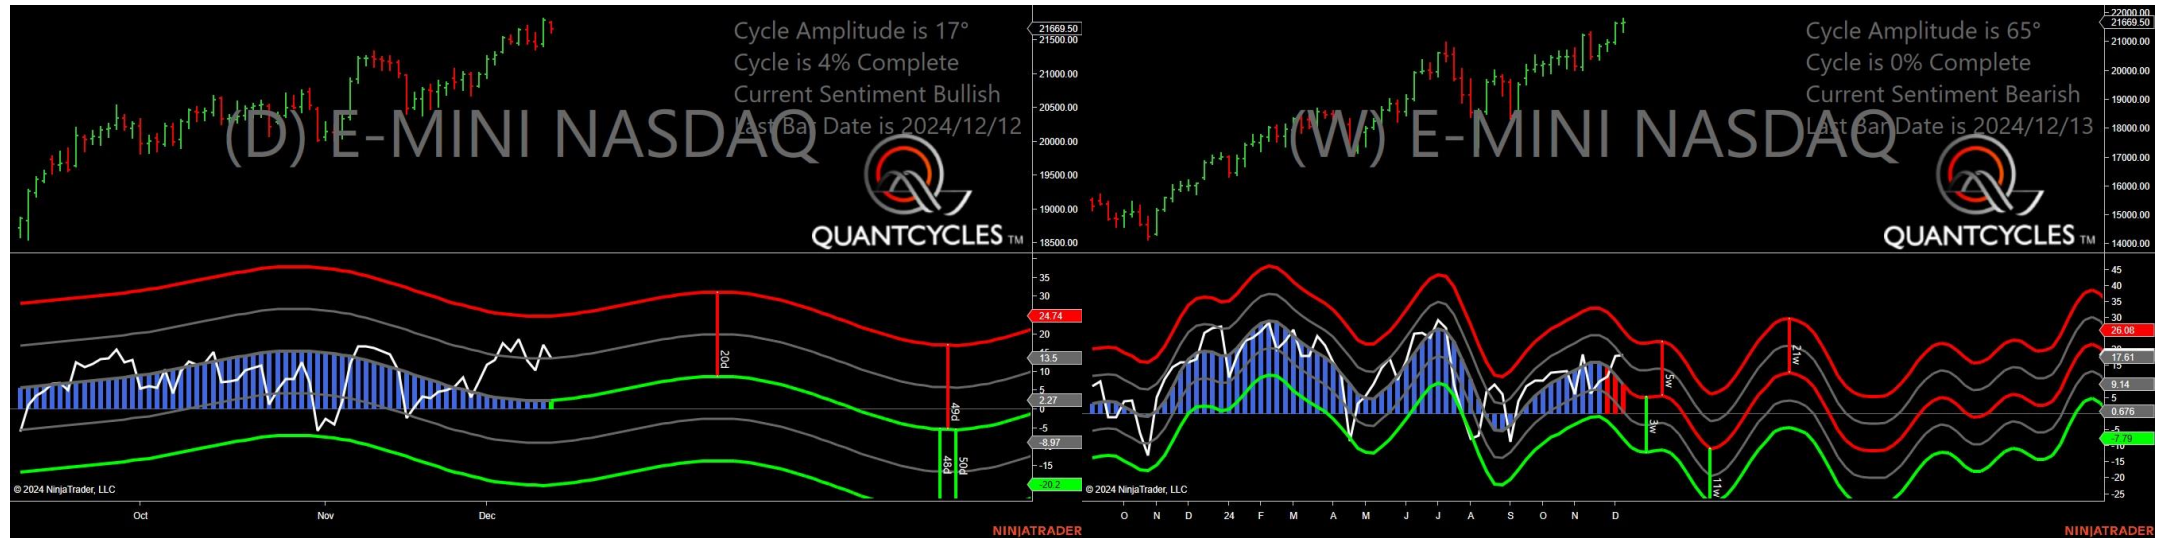 Cycle Amplitude is 17°
Cycle is 4% Complete
Current Sentiment Bullish
Last Bar Date is 2024/12/12
(D) E-MINI NASDAQ
QUANTCYCLES TM
21669.50
21500.00
21000.00
20500.00
20000.00
19500.00
19000.00
18500.00
35
30
24.74
20
13.5
10
5
2.27
0
-5
-8.97
-15
-20.2
20d
49d
48d
50d
© 2024 NinjaTrader, LLC
Oct
Nov
Dec
NINJATRADER
Cycle Amplitude is 65°
Cycle is 0% Complete
Current Sentiment Bearish
Last Bar Date is 2024/12/13
(W) E-MINI NASDAQ
QUANTCYCLES TM
22000.00
21669.50
21000.00
20000.00
19000.00
18000.00
17000.00
16000.00
15000.00
14000.00
45
40
35
30
26.08
17.61
15
9.14
5
0.676
-5
-7.79
-10
-15
-20
-25
5w
3w
11w
21w
© 2024 NinjaTrader, LLC
O N D 24 F M A M J J A S O N D
NINJATRADER